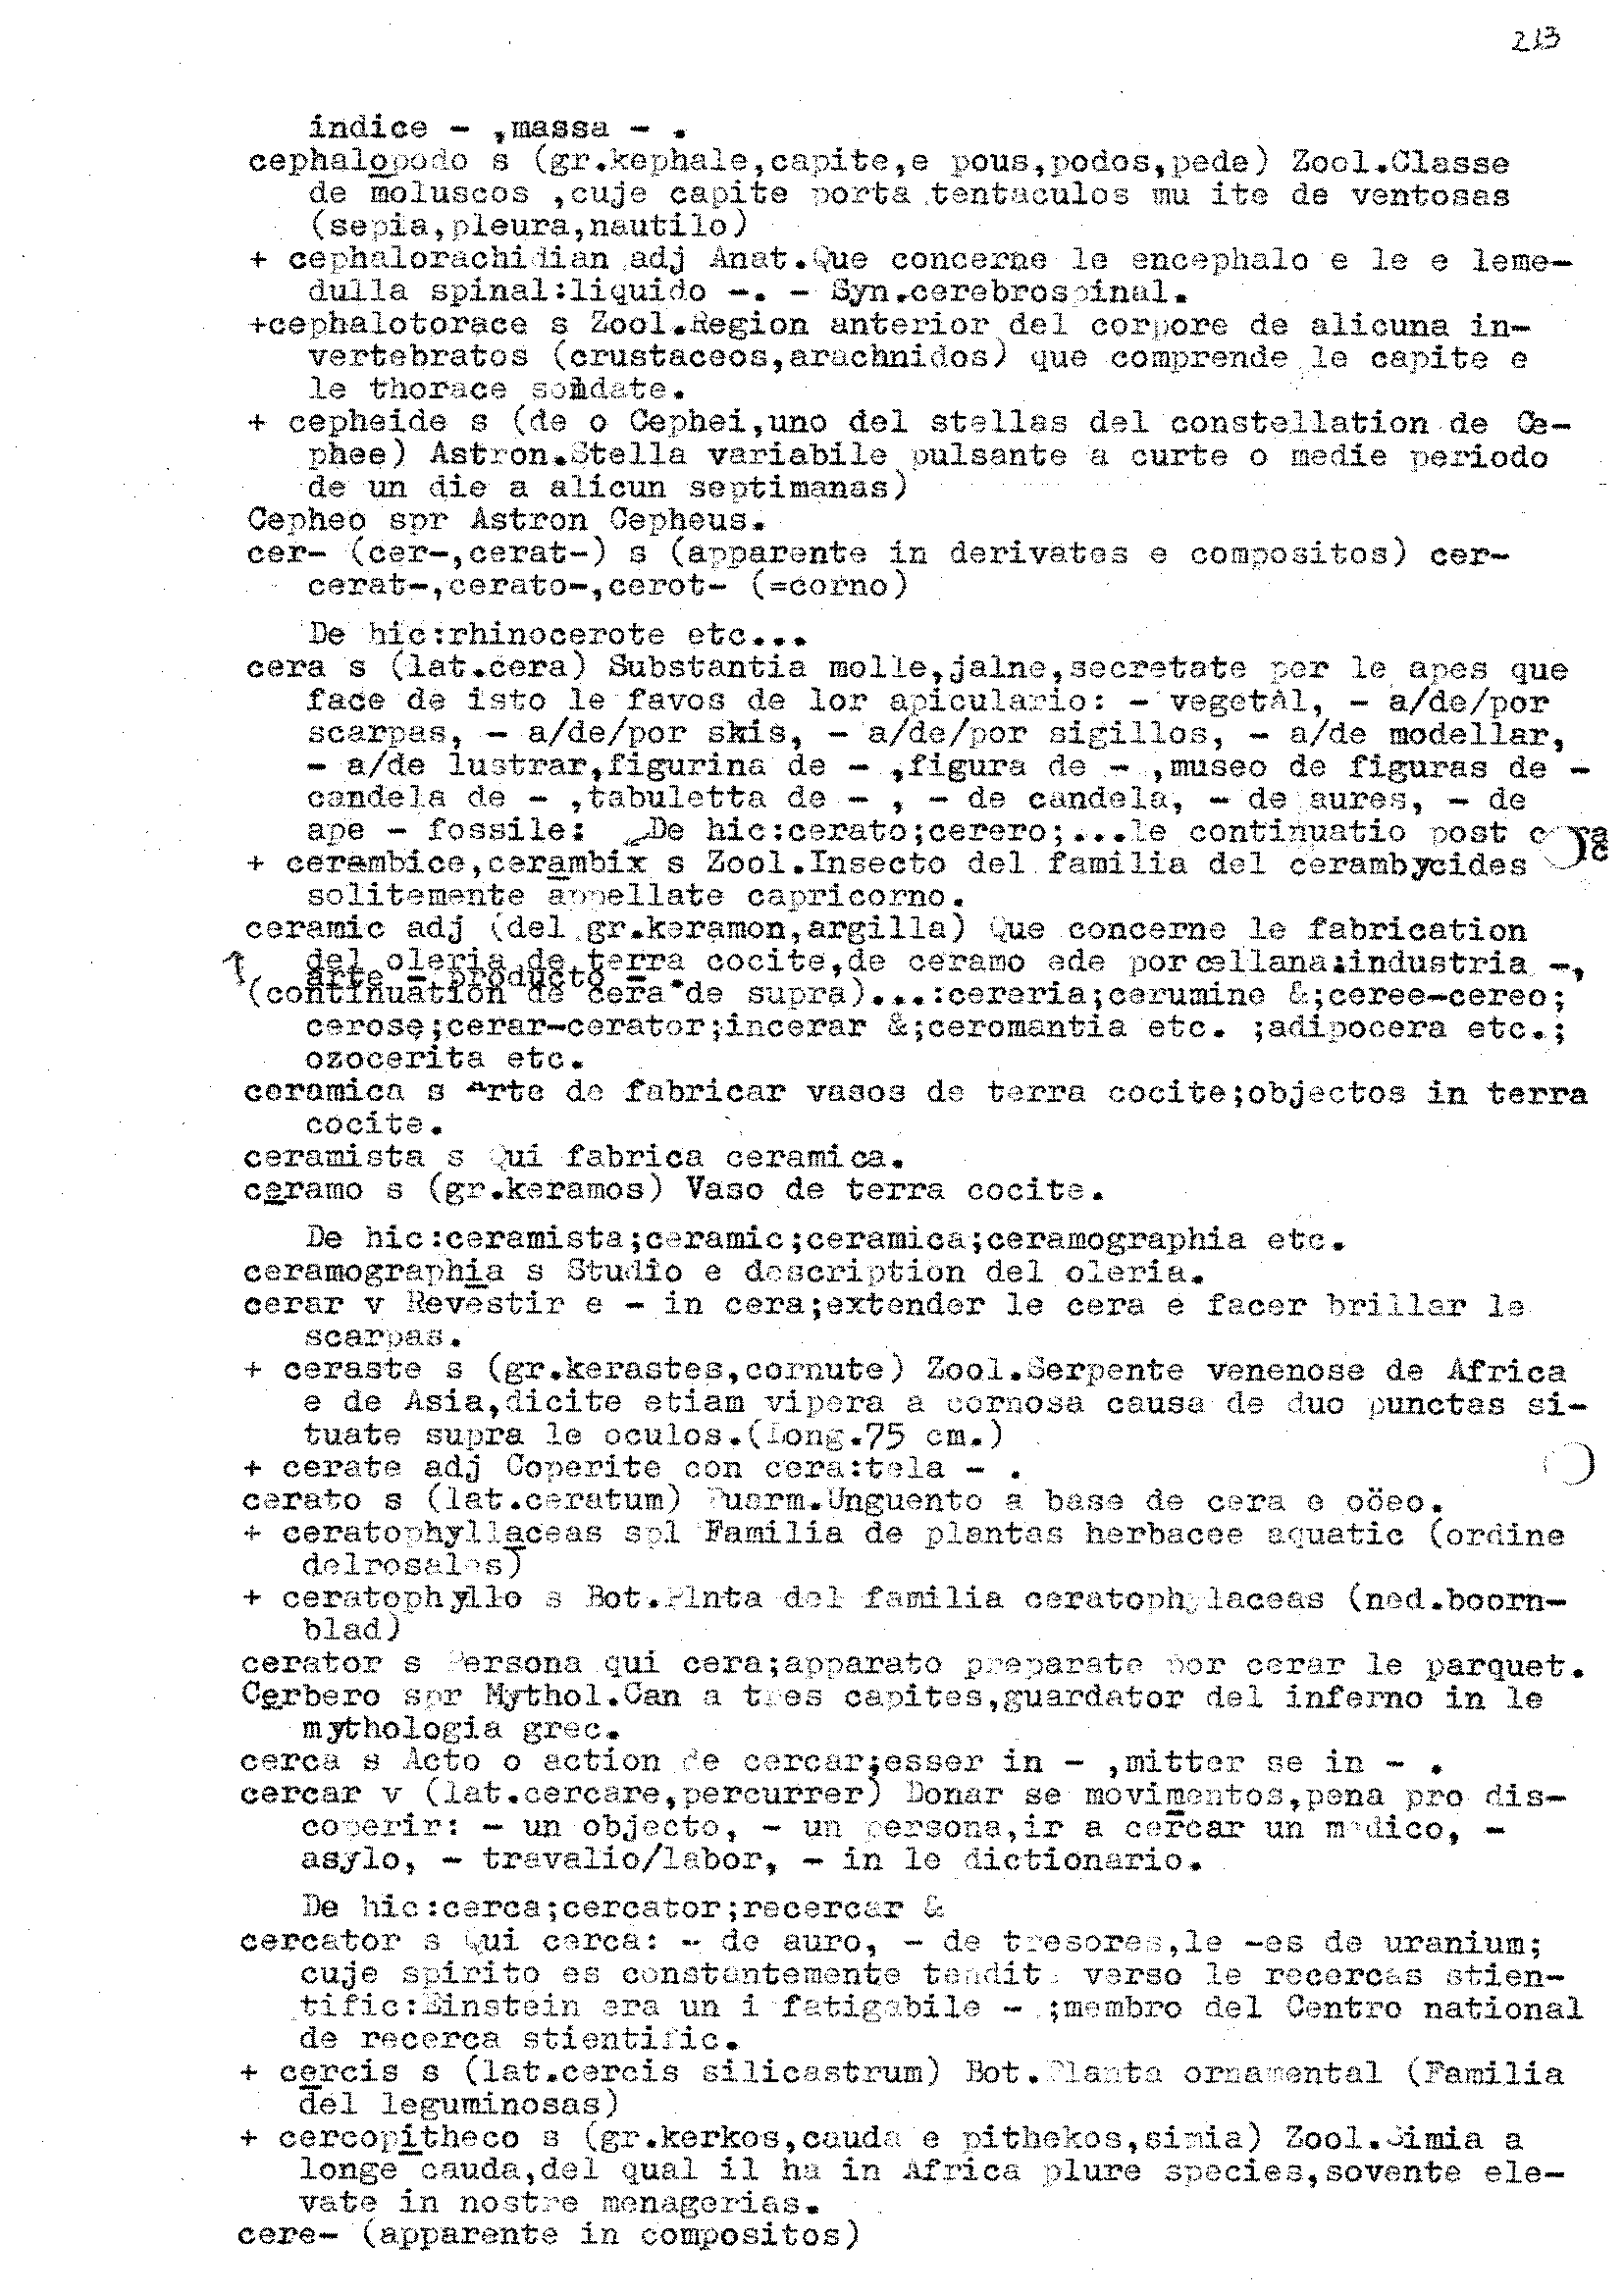 213
indice - ,massa - .
cephalopodo s (gr.kephale,capite,e pous,podos,pede) Zool.Classe
de moluscos ,cuje capite porta tentaculos mu ite de ventosas
(sepia,pleura,nautilo)
+ cephalorachidian adj Anat.Que concerne le encephalo e le e leme-
dulla spinal:liquido -. - Syn.cerebrospinal.
+cephalotorace s Zool.Region anterior del corpore de alicuna in-
vertebratos (crustaceos,arachnidos) que comprende le capite e
le thorace soldate.
+ cepheide s (de o Cephei,uno del stellas del constellation de Ce-
phee) Astron.Stella variabile pulsante a curte o medie periodo
de un die a alicun septimanas)
Cepheo spr Astron Cepheus.
cer- (cer-,cerat-) s (apparente in derivates e compositos) cer-
cerat-,cerato-,cerot- (=corno)
De hic:rhinocerote etc...
cera s (lat.cera) Substantia molle,jalne,secretate per le apes que
face de isto le favos de lor apiculario: - vegetal, - a/de/por
scarpas, - a/de/por skis, - a/de/por sigillos, - a/de modellar,
- a/de lustrar,figurina de - ,figura de - ,museo de figuras de -
candela de - ,tabuletta de - , - de candela, - de aures, - de
ape - fossile: De hic:cerato;cerero;...le continuatio post
+ cerambice,cerambix s Zool.Insecto del familia del cerambycides
solitemente appellate capricorno.
ceramic adj (del gr.keramon,argilla) Que concerne le fabrication
del oleria de terra cocite,de ceramo ede porcellana:industria -,
arte - producto -
(continuation de cera de supra)...:cereria;cerumine &;ceree-cereo;
cerose;cerar-cerator;incerar &;ceromantia etc. ;adipocera etc.;
ozocerita etc.
ceramica s Arte de fabricar vasos de terra cocite;objectos in terra
cocite.
ceramista s Qui fabrica ceramica.
ceramo s (gr.keramos) Vaso de terra cocite.
De hic:ceramista;ceramic;ceramica;ceramographia etc.
ceramographia s Studio e description del oleria.
cerar v Revestir e - in cera;extender le cera e facer brillar le
scarpas.
+ ceraste s (gr.kerastes,cornute) Zool.Serpente venenose de Africa
e de Asia,dicite etiam vipera a cornosa causa de duo punctas si-
tuate supra le oculos.(Long.75 cm.)
+ cerate adj Coperite con cera:tela - .
cerato s (lat.ceratum) Unguento a base de cera e oöeo.
+ ceratophyllaceas spl Familia de plantas herbacee aquatic (ordine
delrosales)
+ ceratophyllo s Bot.Plnta del familia ceratophylaceas (ned.boorn-
blad)
cerator s Persona qui cera;apparato preparate por cerar le parquet.
Cerbero spr Mythol.Can a tres capites,guardator del inferno in le
mythologia grec.
cerca s Acto o action de cercar;esser in - ,mitter se in - .
cercar v (lat.cercare,percurrer) Donar se movimentos,pena pro dis-
coperir: - un objecto, - un persona,ir a cercar un medico, -
asylo, - travalio/labor, - in le dictionario.
De hic:cerca;cercator;recercar &
cercator s Qui cerca: - de auro, - de tresores,le -es de uranium;
cuje spirito es constantemente tendite verso le recercas stien-
tific:Einstein era un i fatigabile - ;membro del Centro national
de recerca stientific.
+ cercis s (lat.cercis silicastrum) Bot.Planta ornamental (Familia
del leguminosas)
+ cercopitheco s (gr.kerkos,cauda e pithekos,simia) Zool.Simia a
longe cauda,del qual il ha in Africa plure species,sovente ele-
vate in nostre menagerias.
cere- (apparente in compositos)